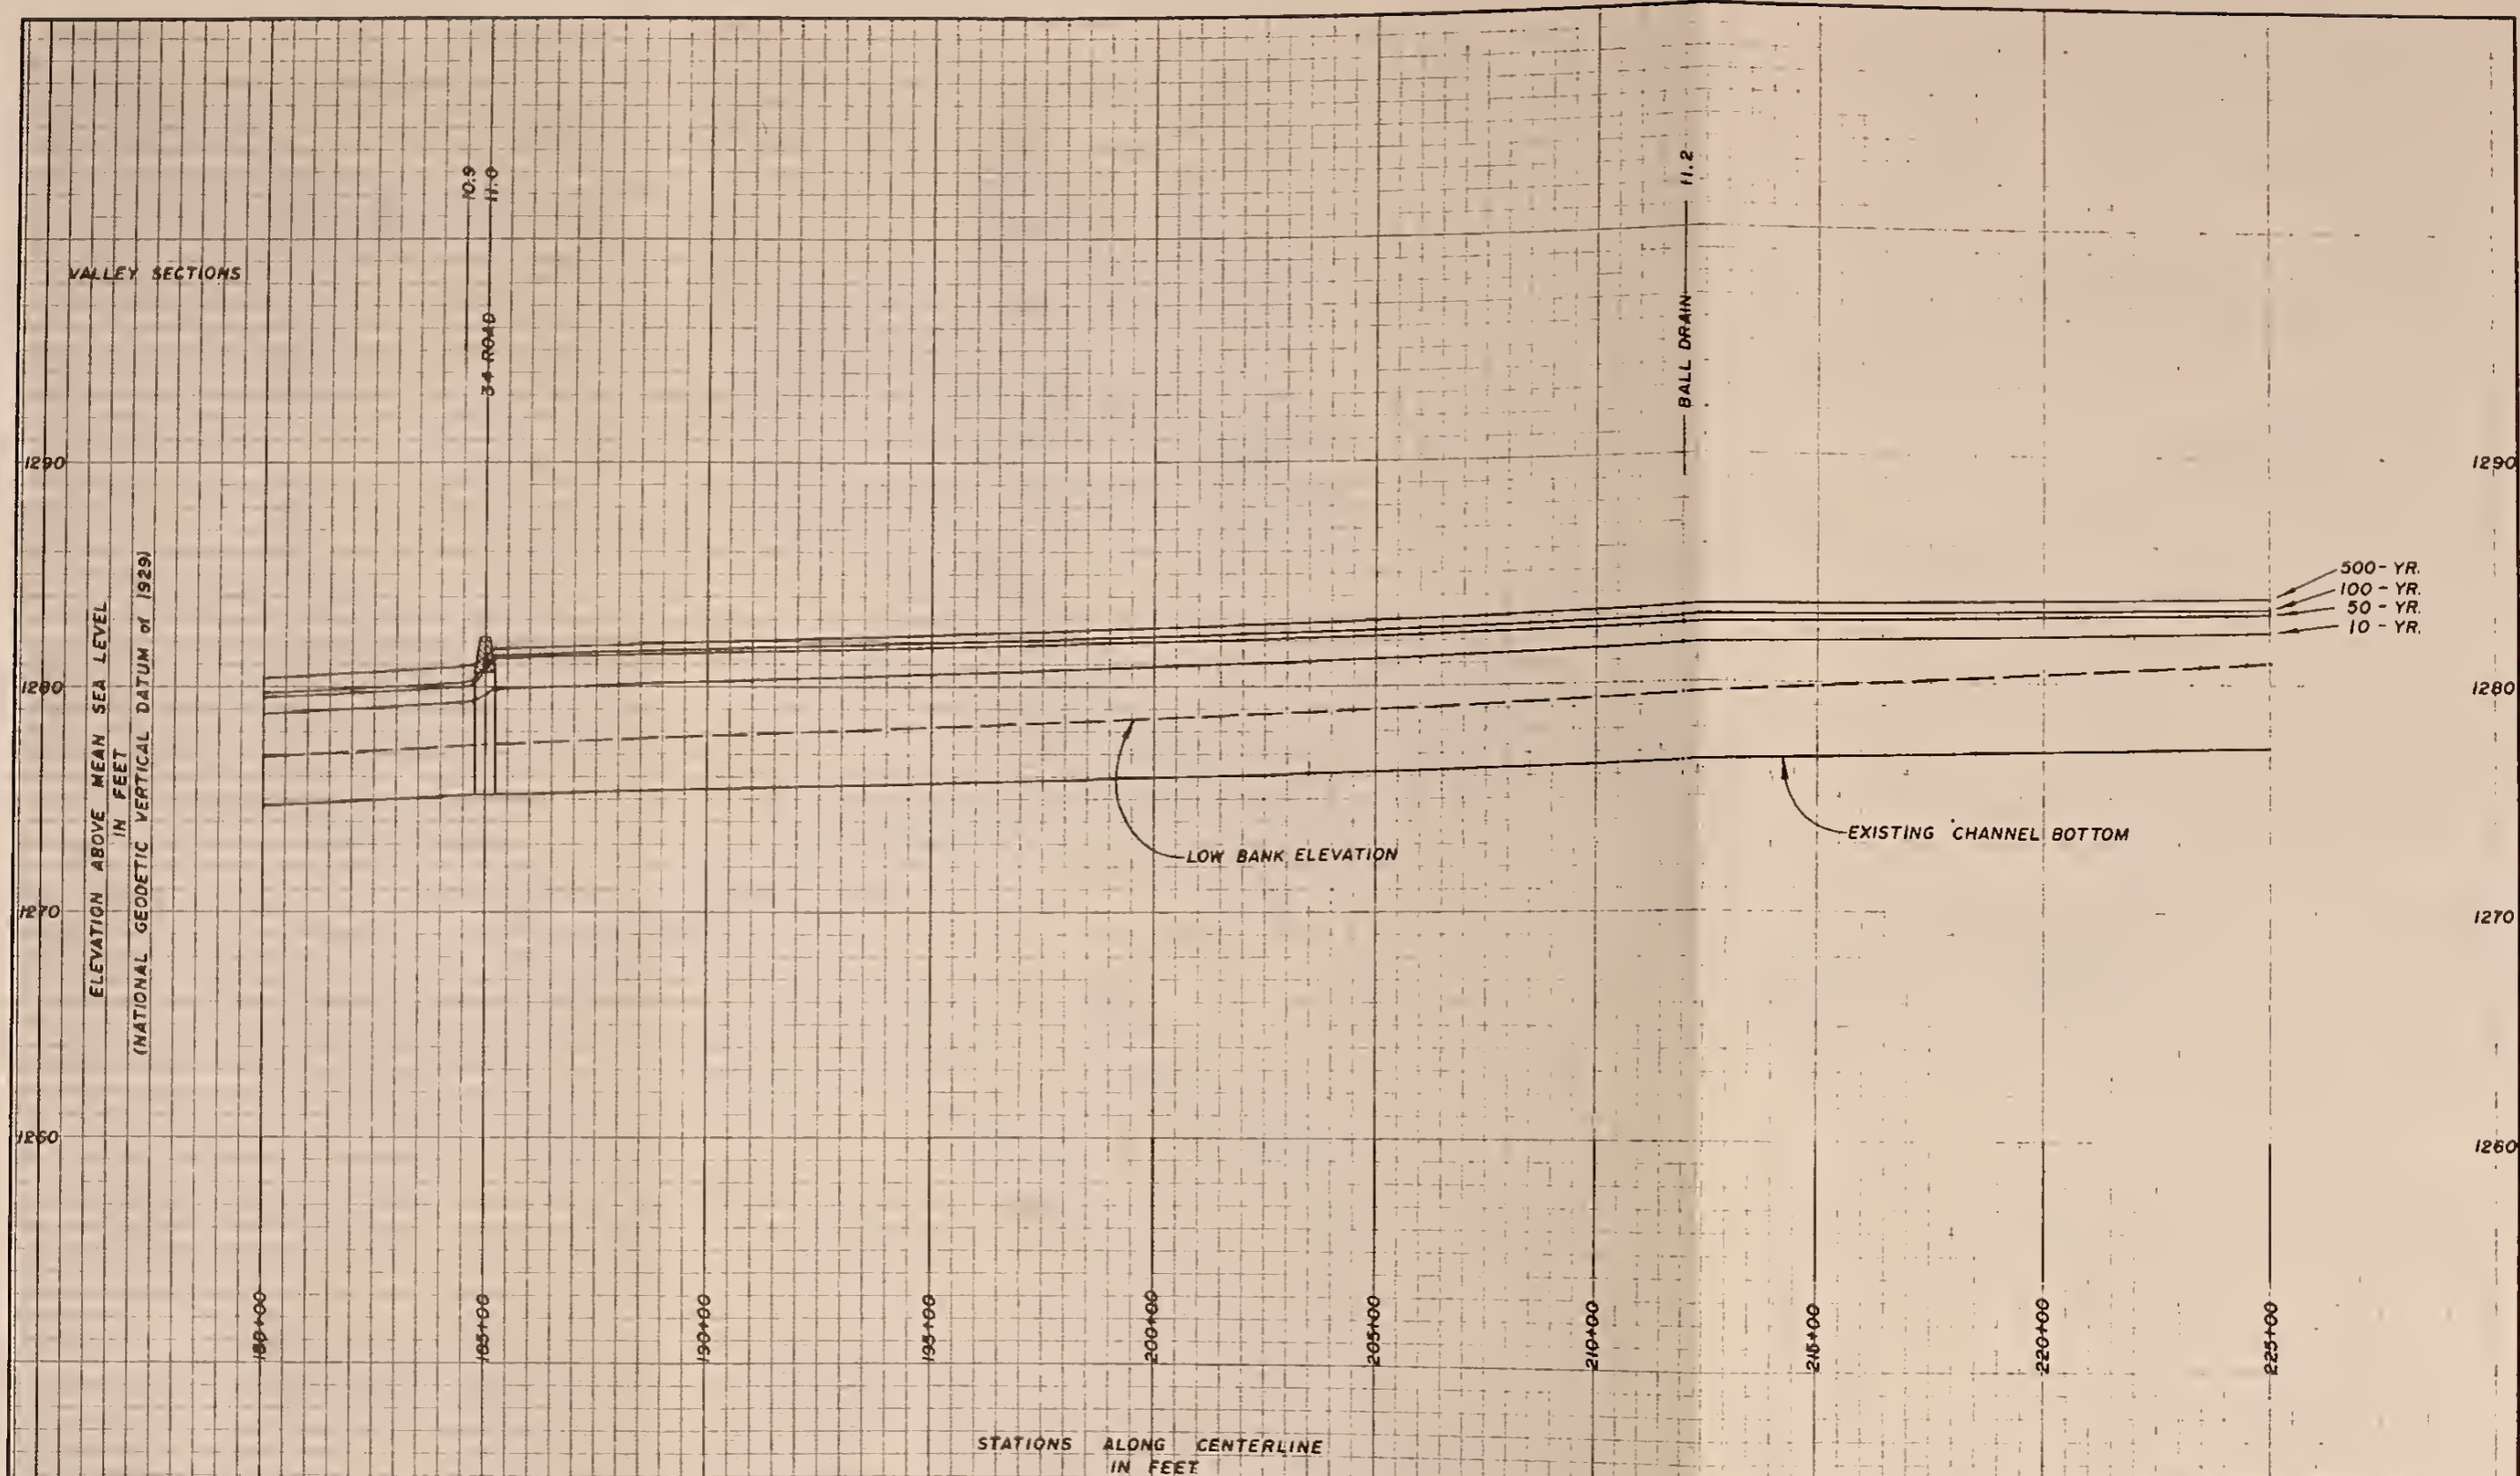 10.9
11.0
11.2
VALLEY SECTIONS
34 ROAD
BALL DRAIN
1290
1290
500-YR.
100-YR.
50-YR.
10-YR.
1280
1280
ELEVATION ABOVE MEAN SEA LEVEL
IN FEET
(NATIONAL GEODETIC VERTICAL DATUM of 1929)
EXISTING CHANNEL BOTTOM
LOW BANK ELEVATION
1270
1270
1260
1260
180+00
185+00
190+00
195+00
200+00
205+00
210+00
215+00
220+00
225+00
STATIONS ALONG CENTERLINE
IN FEET